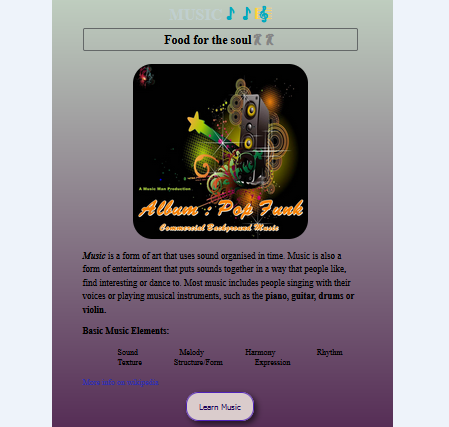 MUSIC🎵🎵🎼
Food for the soul
A Music Wan Production
Album : Pop Funk
Commercial Background Music
Music is a form of art that uses sound organised in time. Music is also a
form of entertainment that puts sounds together in a way that people like,
find interesting or dance to. Most music includes people singing with their
voices or playing musical instruments, such as the piano, guitar, drums or
violin.
Basic Music Elements:
Sound Melody Harmony Rhythm
Texture Structure/Form Expression
More info on wikipedia
Learn Music